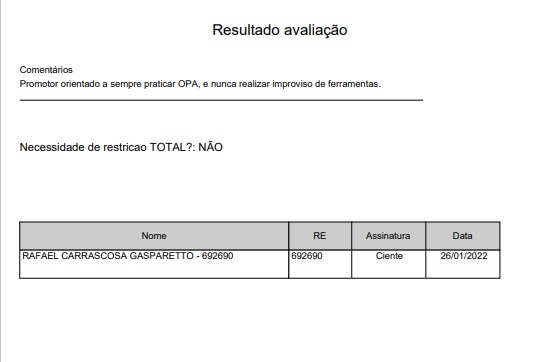 Resultado avaliação
Comentários
Promotor orientado a sempre praticar OPA, e nunca realizar improviso de ferramentas.
Necessidade de restricao TOTAL?: NÃO
Nome RE Assinatura Data
RAFAEL CARRASCOSA GASPARETTO - 692690 692690 Ciente 26/01/2022